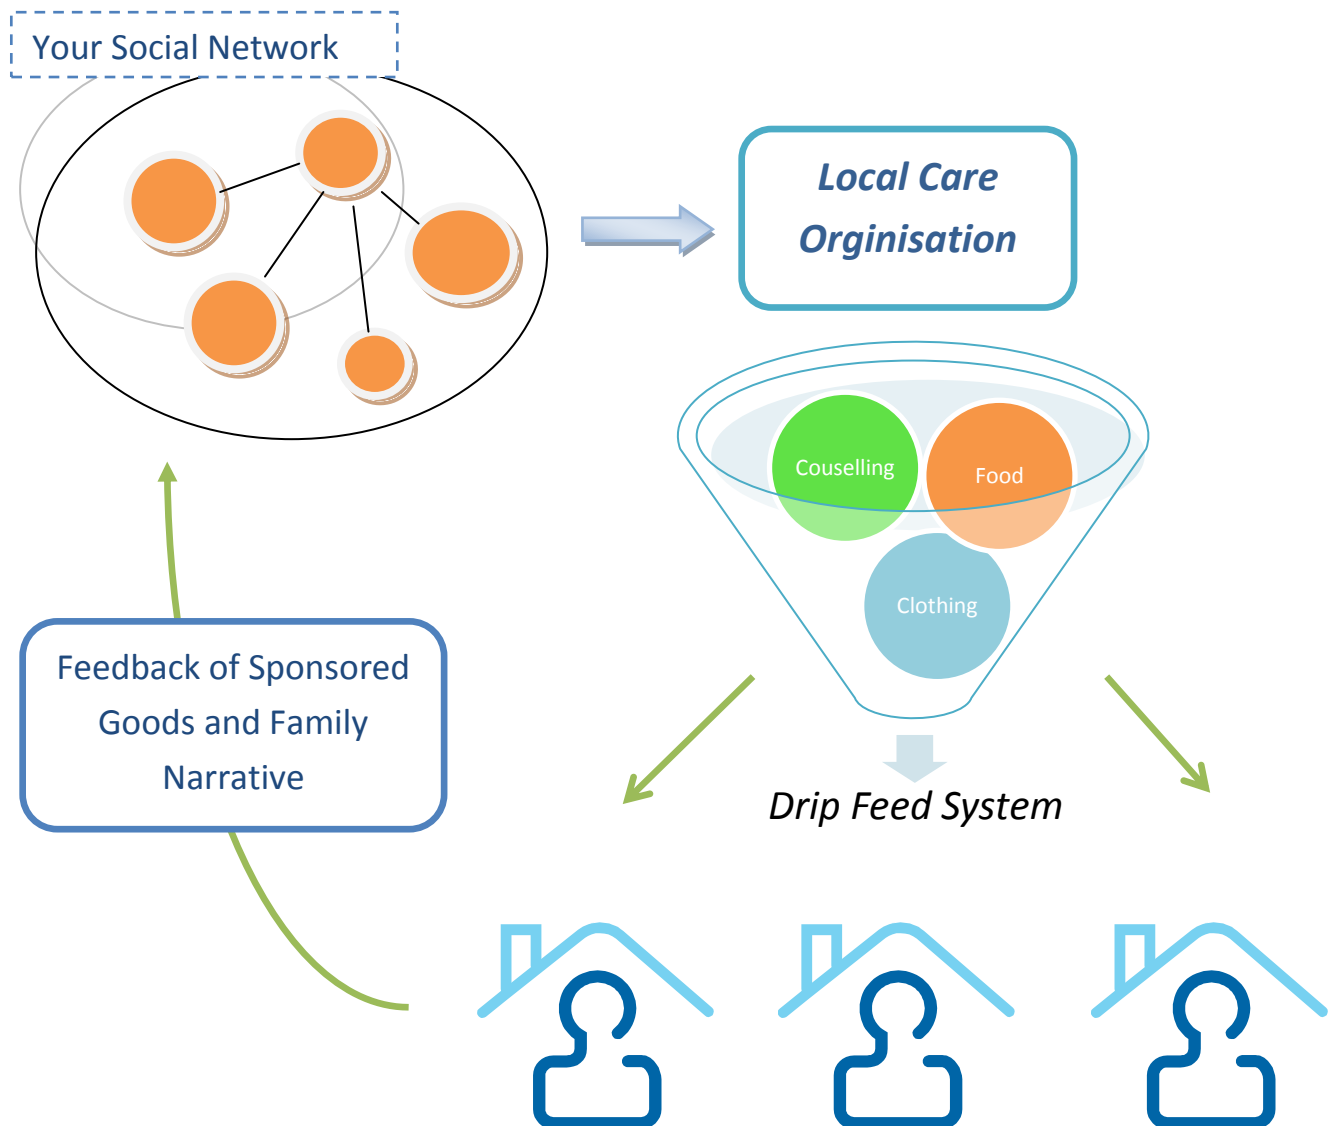 Your Social Network
Local Care
Orginisation
Couselling
Food
Clothing
Feedback of Sponsored
Goods and Family
Narrative
Drip Feed System